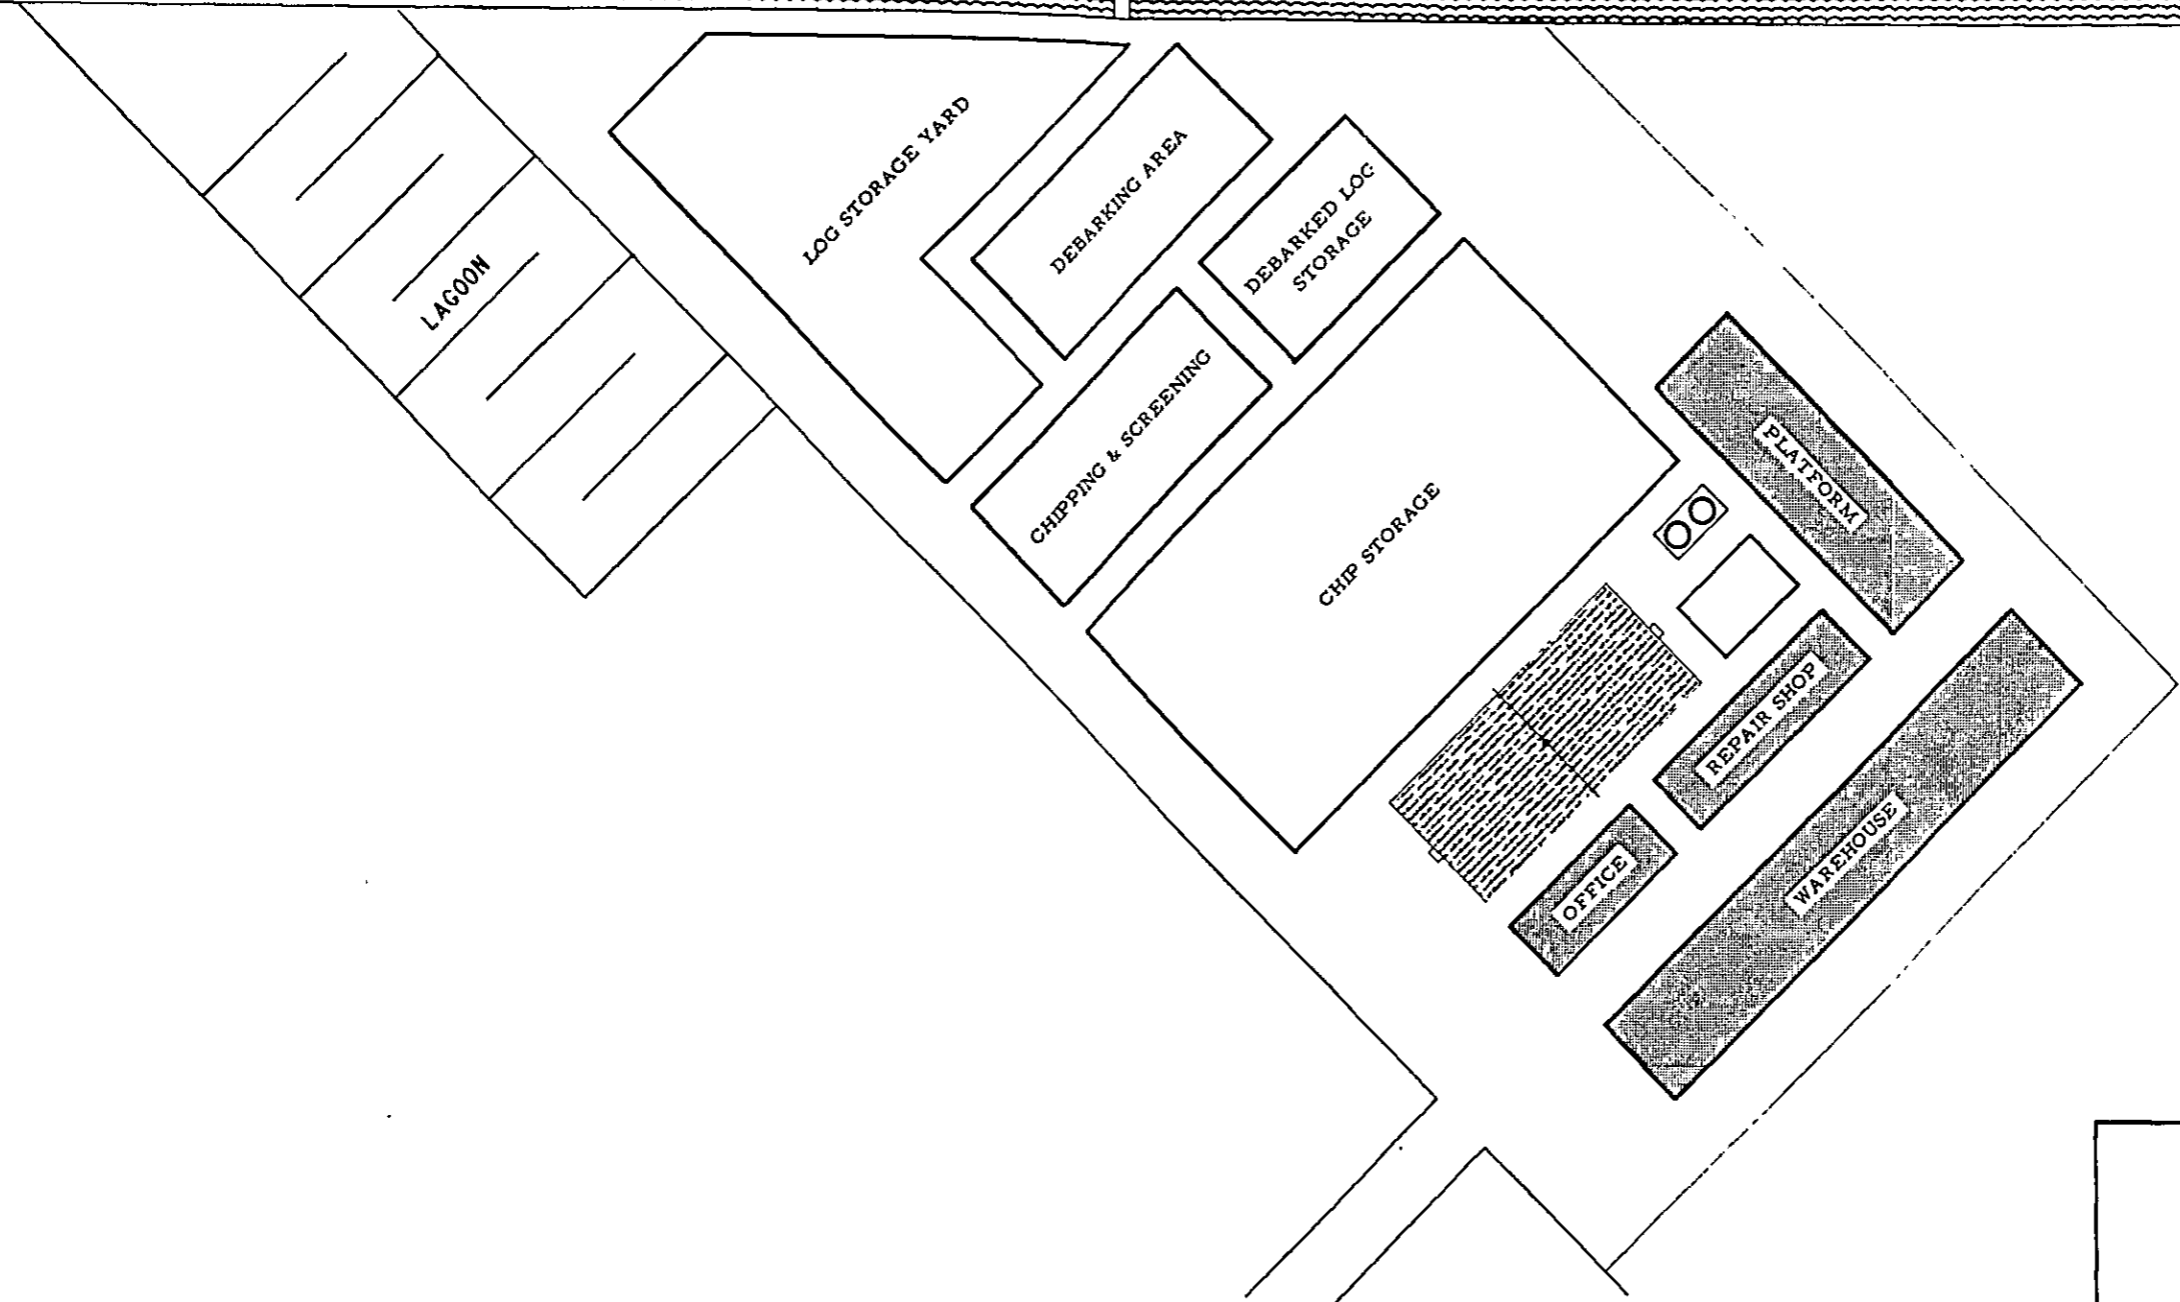 LOG STORAGE YARD
DEBARKING AREA
DEBARKED LOG
STORAGE
LAGOON
CHIPPING & SCREENING
CHIP STORAGE
PLATFORM
REPAIR SHOP
OFFICE
WAREHOUSE